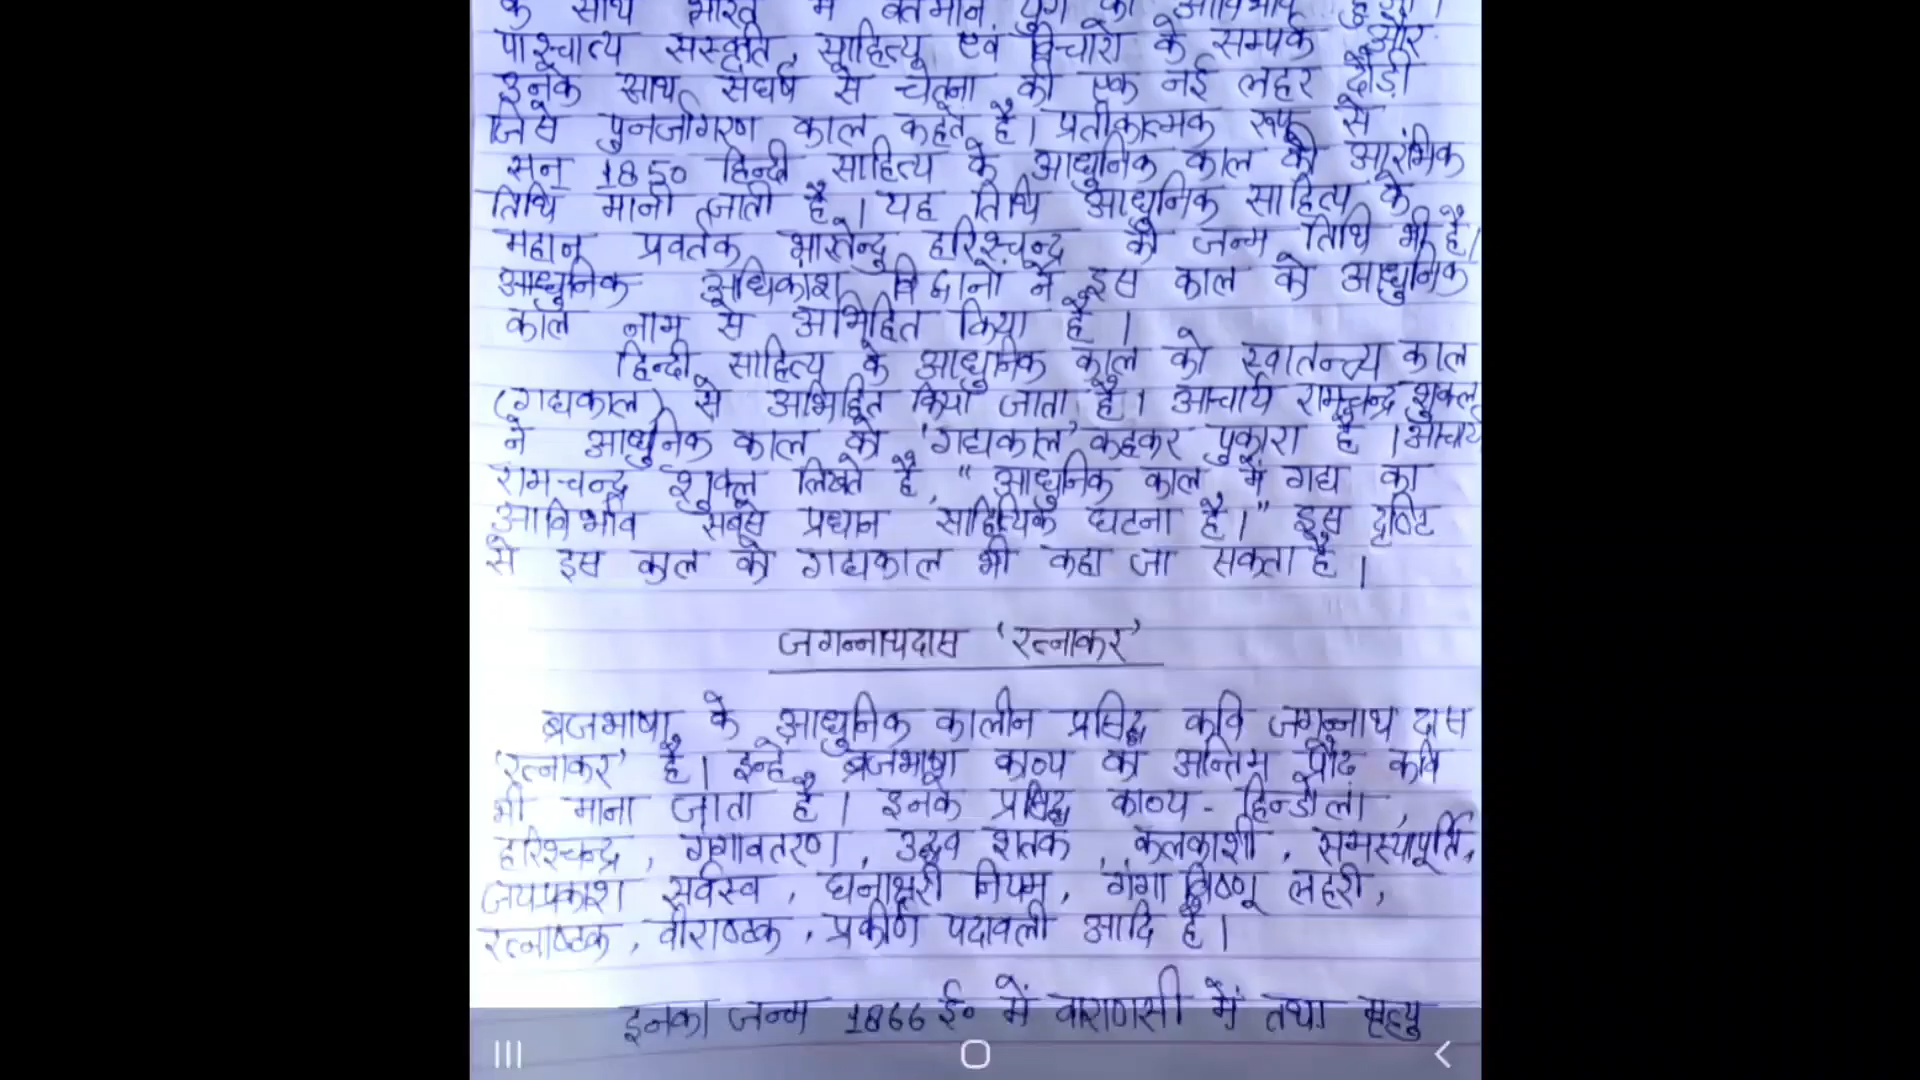 के साथ भारत में वर्तमान युग का आविर्भाव हुआ।
पाश्चात्य संस्कृति, साहित्य एवं विचारो के सम्पर्क और
उनके साथ संघर्ष से चेतना की एक नई लहर दौड़ी
जिसे पुनर्जागरण काल कहते है। प्रतीकात्मक रूप से
सन् 1850 हिन्दी साहित्य के आधुनिक काल की आरंभिक
तिथि मानी जाती है। यह तिथि आधुनिक साहित्य के
महान प्रवर्तक भारतेन्दु हरिश्चन्द्र की जन्म तिथि भी है।
आधुनिक अधिकांश विद्वानो ने इस काल को आधुनिक
काल नाम से अभिहित किया है।
हिन्दी साहित्य के आधुनिक काल को स्वातन्त्र्य काल
(गद्यकाल) से अभिहित किया जाता है। आचार्य रामचन्द्र शुक्ल
ने आधुनिक काल को 'गद्यकाल' कहकर पुकारा है। आचार्य
रामचन्द्र शुक्ल लिखते है, "आधुनिक काल में गद्य का
आविर्भाव सबसे प्रधान साहित्यिक घटना है।" इस दृष्टि
से इस काल को गद्यकाल भी कहा जा सकता है।
जगन्नाथदास 'रत्नाकर'
ब्रजभाषा के आधुनिक कालीन प्रसिद्ध कवि जगन्नाथ दास
'रत्नाकर' है। इन्हे ब्रजभाषा काव्य का अन्तिम प्रौढ कवि
भी माना जाता है। इनके प्रसिद्ध काव्य - हिन्डोला,
हरिश्चन्द्र, गंगावतरण, उद्धव शतक, कलकाशी, समस्यापूर्ति,
जयप्रकाश सर्वस्व, घनाक्षरी नियम, गंगा विष्णू लहरी,
रत्नाष्टक, वीराष्टक, प्रकीर्ण पदावली आदि है।
इनका जन्म 1866 ई० में वाराणसी में तथा मृत्यु